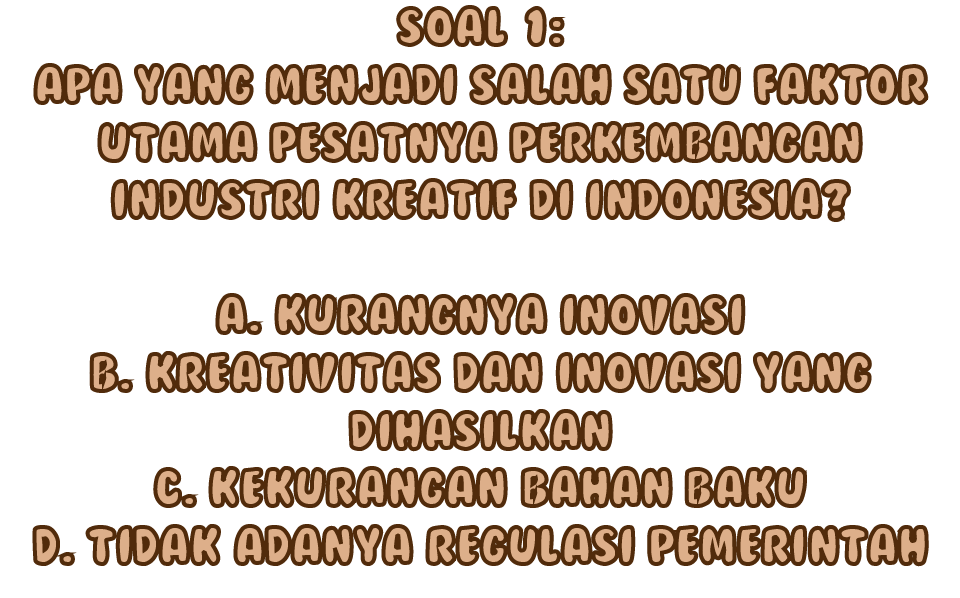 SOAL 1:
APA YANG MENJADI SALAH SATU FAKTOR
UTAMA PESATNYA PERKEMBANGAN
INDUSTRI KREATIF DI INDONESIA?
A. KURANGNYA INOVASI
B. KREATIVITAS DAN INOVASI YANG
DIHASILKAN
C. KEKURANGAN BAHAN BAKU
D. TIDAK ADANYA REGULASI PEMERINTAH